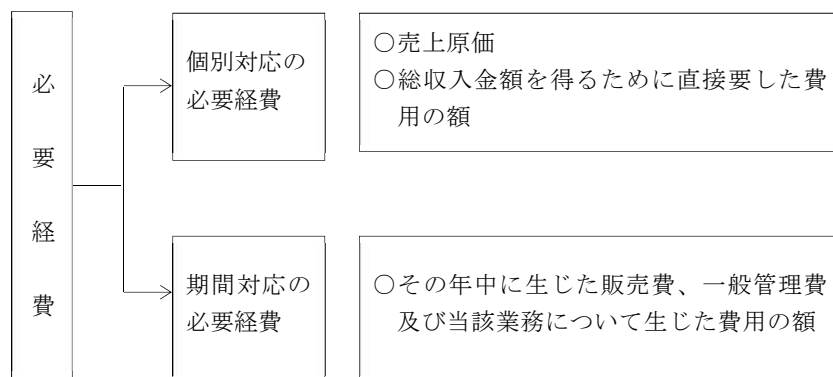 必要経費
個別対応の
必要経費
○売上原価
○総収入金額を得るために直接要した費
用の額
期間対応の
必要経費
○その年中に生じた販売費、一般管理費
及び当該業務について生じた費用の額